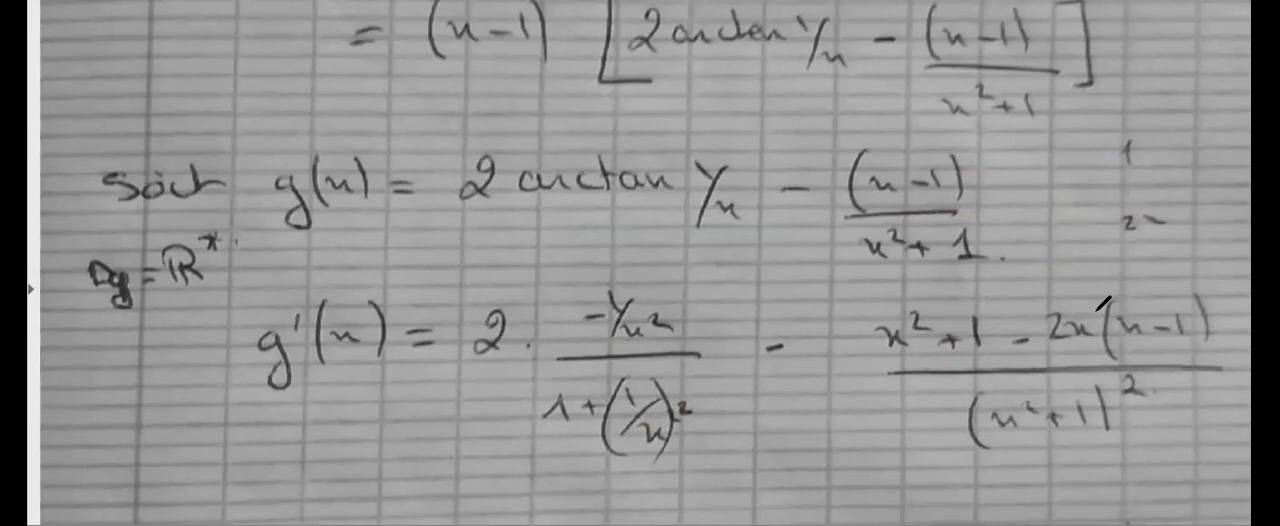 = (x-1) [2 arctan 1/x - (x-1)/(x²+1)]
Soit g(x) = 2 arctan 1/x - (x-1)/(x²+1).
Dg = ℝ*.
g'(x) = 2. (-1/x²)/(1+(1/x)²) - (x²+1-2x(x-1))/(x²+1)²